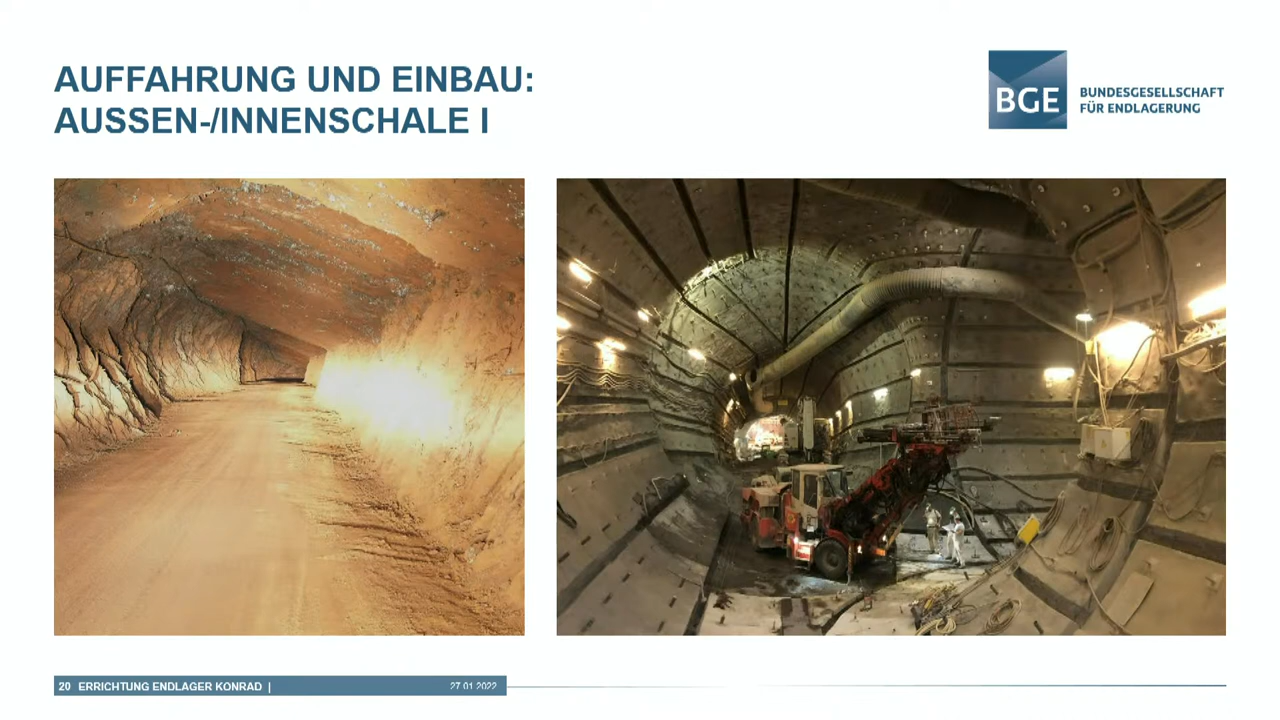 AUFFAHRUNG UND EINBAU:
AUSSEN-/INNENSCHALE I
BGE
BUNDESGESELLSCHAFT
FÜR ENDLAGERUNG
20 ERRICHTUNG ENDLAGER KONRAD |
27.01.2022